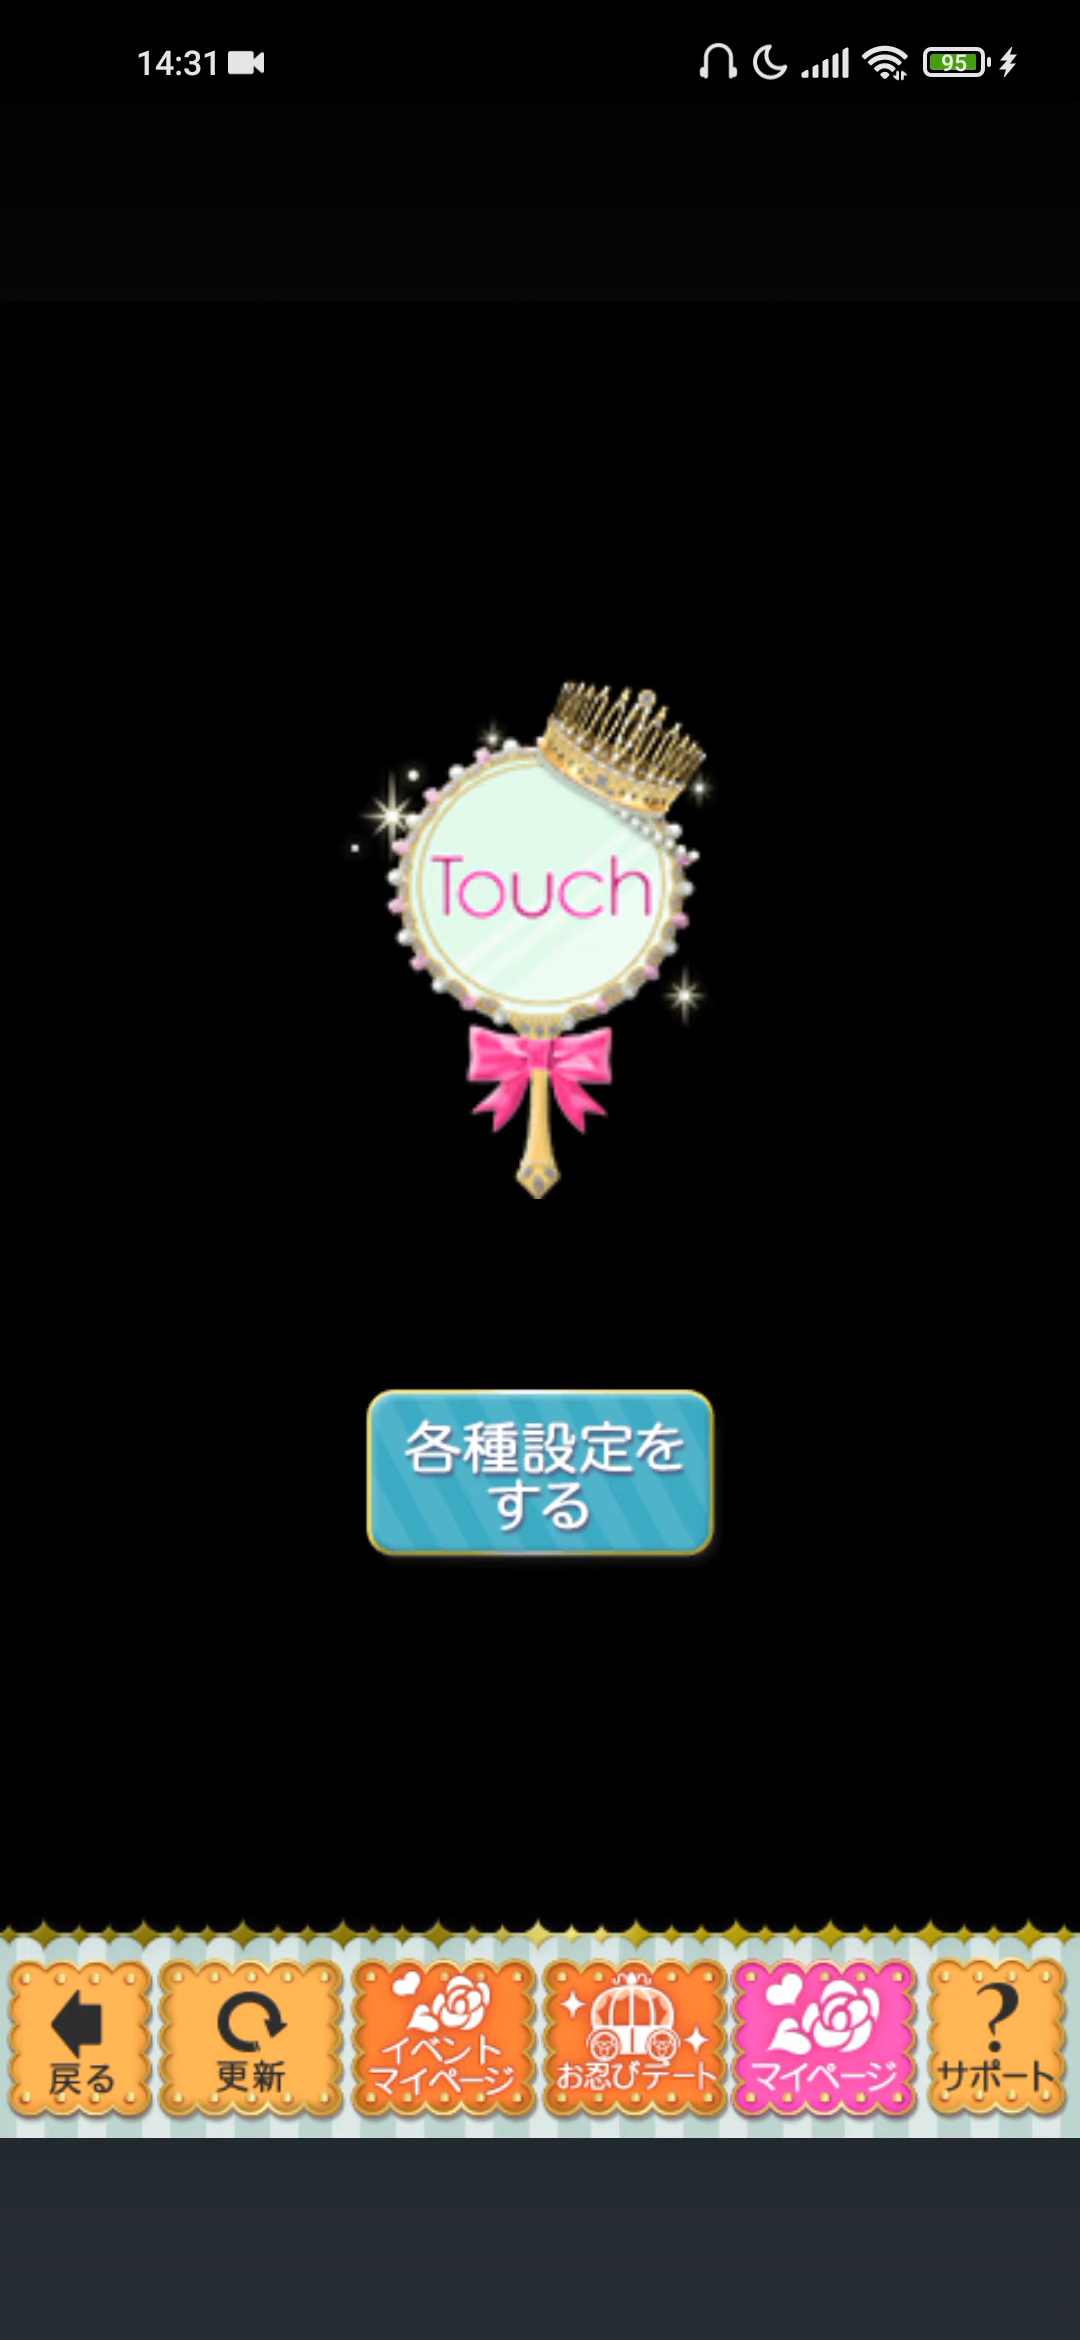 14:31
95
Touch
各種設定を
する
戻る
更新
イベント
マイページ
お忍びデート
マイページ
?
サポート